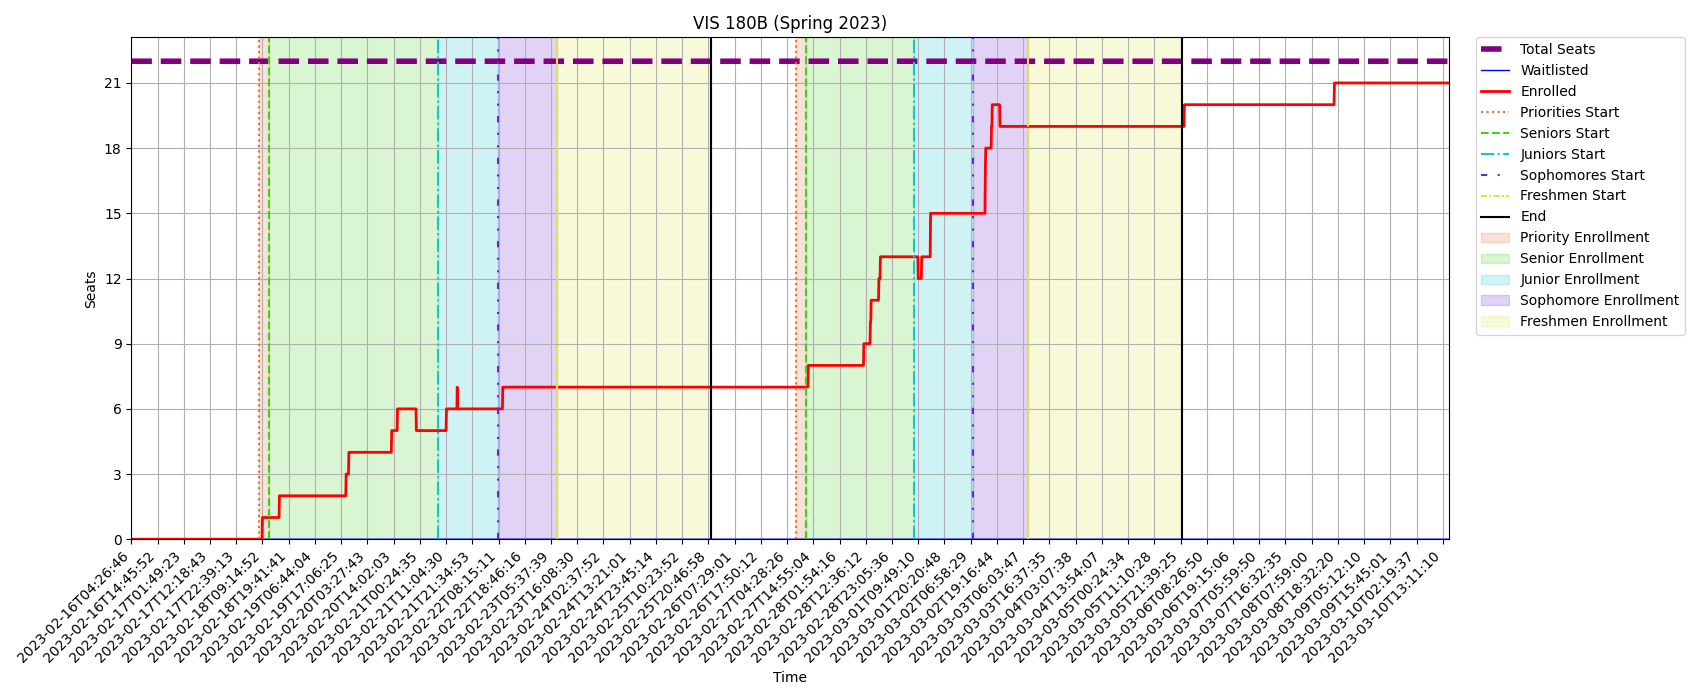 VIS 180B (Spring 2023)
Seats
21
18
15
12
9
6
3
0
2023-02-16T04:26:46
2023-02-16T14:45:52
2023-02-17T01:49:23
2023-02-17T12:18:43
2023-02-17T22:39:13
2023-02-18T09:14:52
2023-02-18T19:41:41
2023-02-19T06:44:04
2023-02-19T17:06:25
2023-02-20T03:27:43
2023-02-20T14:02:03
2023-02-21T00:24:35
2023-02-21T11:04:30
2023-02-21T21:34:53
2023-02-22T08:15:11
2023-02-22T18:46:16
2023-02-23T05:37:39
2023-02-23T16:08:30
2023-02-24T02:37:52
2023-02-24T13:21:01
2023-02-24T23:45:14
2023-02-25T10:23:52
2023-02-25T20:46:58
2023-02-26T07:29:01
2023-02-26T17:50:12
2023-02-27T04:28:26
2023-02-27T14:55:04
2023-02-28T01:54:16
2023-02-28T12:36:12
2023-02-28T23:05:36
2023-03-01T09:49:10
2023-03-01T20:20:48
2023-03-02T06:58:29
2023-03-02T19:16:44
2023-03-03T06:03:47
2023-03-03T16:37:35
2023-03-04T03:07:38
2023-03-04T13:54:07
2023-03-05T00:24:34
2023-03-05T11:10:28
2023-03-05T21:39:25
2023-03-06T08:26:50
2023-03-06T19:15:06
2023-03-07T05:59:50
2023-03-07T16:32:35
2023-03-08T07:59:00
2023-03-08T18:32:20
2023-03-09T05:12:10
2023-03-09T15:45:01
2023-03-10T02:19:37
2023-03-10T13:11:10
Time
Total Seats
Waitlisted
Enrolled
Priorities Start
Seniors Start
Juniors Start
Sophomores Start
Freshmen Start
End
Priority Enrollment
Senior Enrollment
Junior Enrollment
Sophomore Enrollment
Freshmen Enrollment